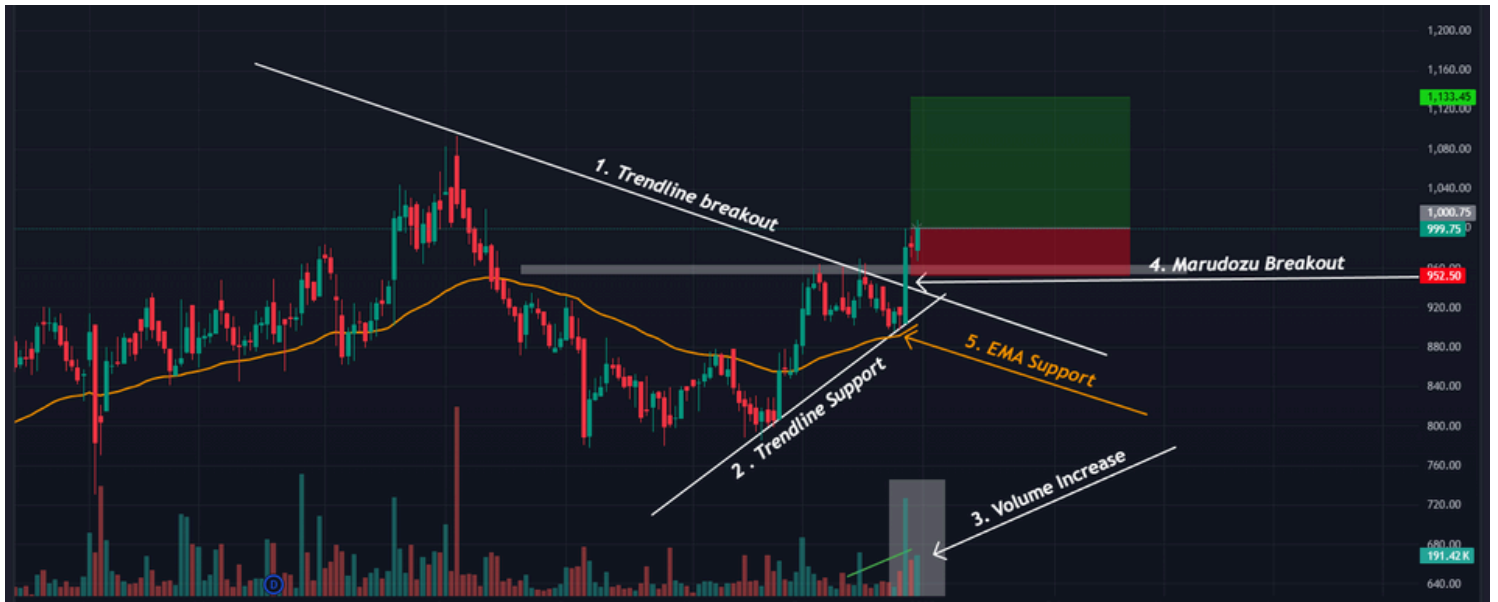 1,200.00
1,160.00
1,133.45
1,120.00
1,080.00
1. Trendline breakout
1,040.00
1,000.75
999.75
4. Marudozu Breakout
952.50
920.00
5. EMA Support
880.00
2 . Trendline Support
840.00
800.00
760.00
3. Volume Increase
720.00
680.00
191.42K
D
640.00